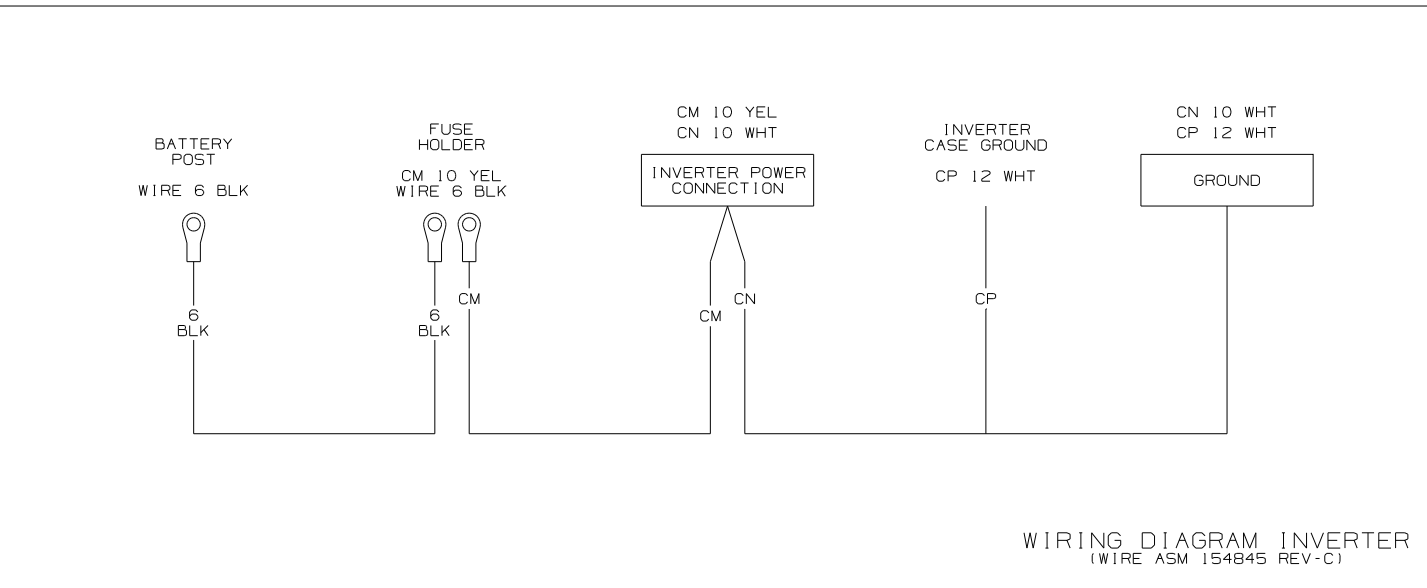 BATTERY
POST
WIRE 6 BLK
6
BLK
FUSE
HOLDER
CM 10 YEL
WIRE 6 BLK
6
BLK
CM
CM 10 YEL
CN 10 WHT
INVERTER POWER
CONNECTION
CM
CN
INVERTER
CASE GROUND
CP 12 WHT
CP
CN 10 WHT
CP 12 WHT
GROUND
WIRING DIAGRAM INVERTER
(WIRE ASM 154845 REV-C)